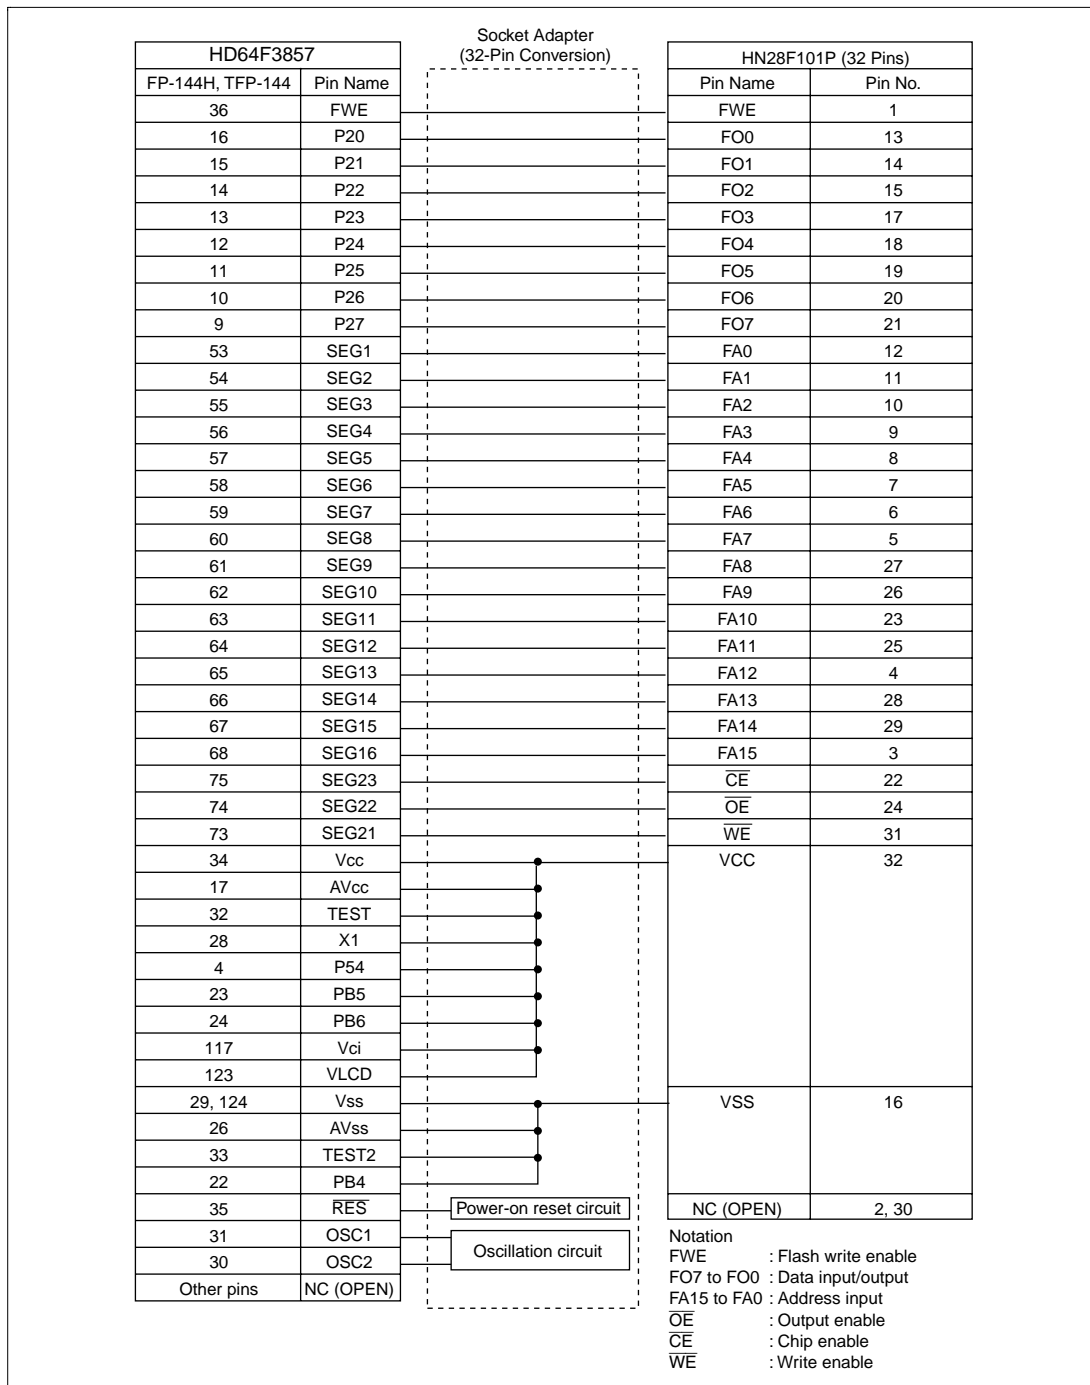 Socket Adapter
(32-Pin Conversion)
HD64F3857
HN28F101P (32 Pins)
FP-144H, TFP-144 Pin Name Pin Name Pin No.
36 FWE FWE 1
16 P20 FO0 13
15 P21 FO1 14
14 P22 FO2 15
13 P23 FO3 17
12 P24 FO4 18
11 P25 FO5 19
10 P26 FO6 20
9 P27 FO7 21
53 SEG1 FA0 12
54 SEG2 FA1 11
55 SEG3 FA2 10
56 SEG4 FA3 9
57 SEG5 FA4 8
58 SEG6 FA5 7
59 SEG7 FA6 6
60 SEG8 FA7 5
61 SEG9 FA8 27
62 SEG10 FA9 26
63 SEG11 FA10 23
64 SEG12 FA11 25
65 SEG13 FA12 4
66 SEG14 FA13 28
67 SEG15 FA14 29
68 SEG16 FA15 3
75 SEG23 CE 22
74 SEG22 OE 24
73 SEG21 WE 31
34 Vcc VCC 32
17 AVcc
32 TEST
28 X1
4 P54
23 PB5
24 PB6
117 Vci
123 VLCD
29, 124 Vss VSS 16
26 AVss
33 TEST2
22 PB4
35 RES Power-on reset circuit NC (OPEN) 2, 30
31 OSC1
Oscillation circuit
30 OSC2
Other pins NC (OPEN)
Notation
FWE : Flash write enable
FO7 to FO0 : Data input/output
FA15 to FA0 : Address input
OE : Output enable
CE : Chip enable
WE : Write enable